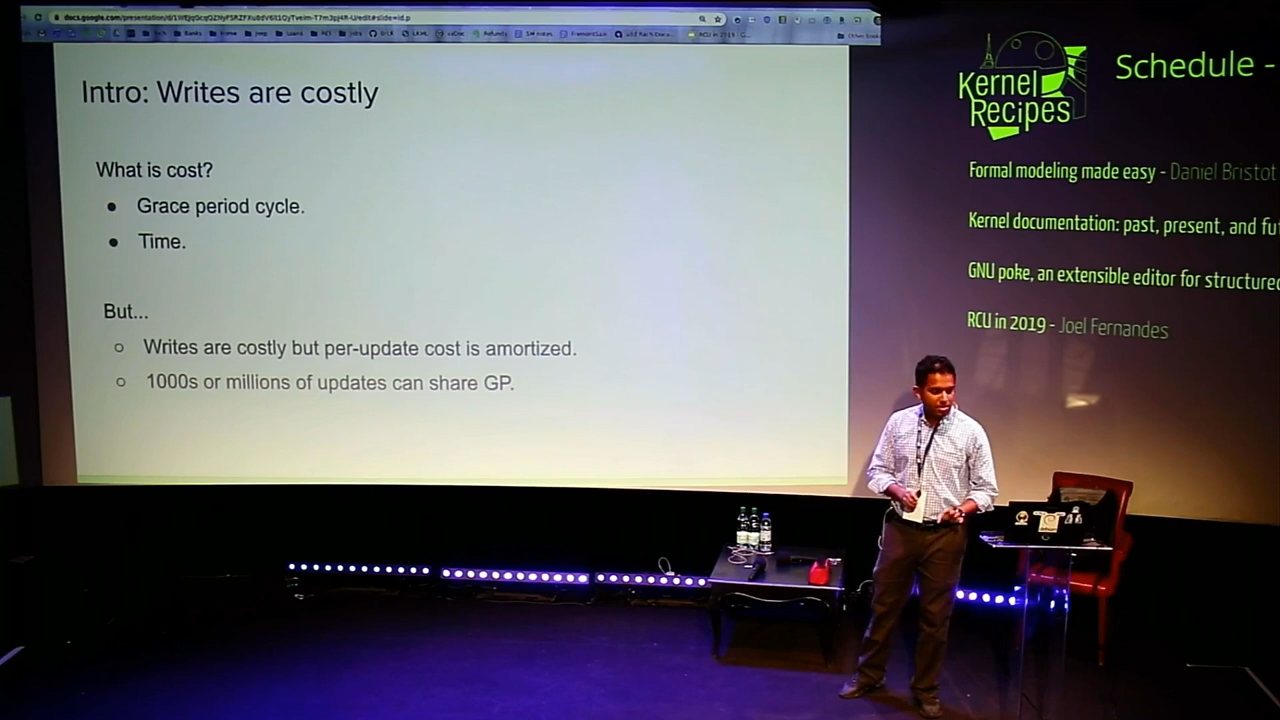 Intro: Writes are costly
What is cost?
● Grace period cycle.
● Time.
But...
○ Writes are costly but per-update cost is amortized.
○ 1000s or millions of updates can share GP.
Kernel
Recipes
Schedule -
Formal modeling made easy - Daniel Bristot
Kernel documentation: past, present, and fu
GNU poke, an extensible editor for structured
RCU in 2019 - Joel Fernandes